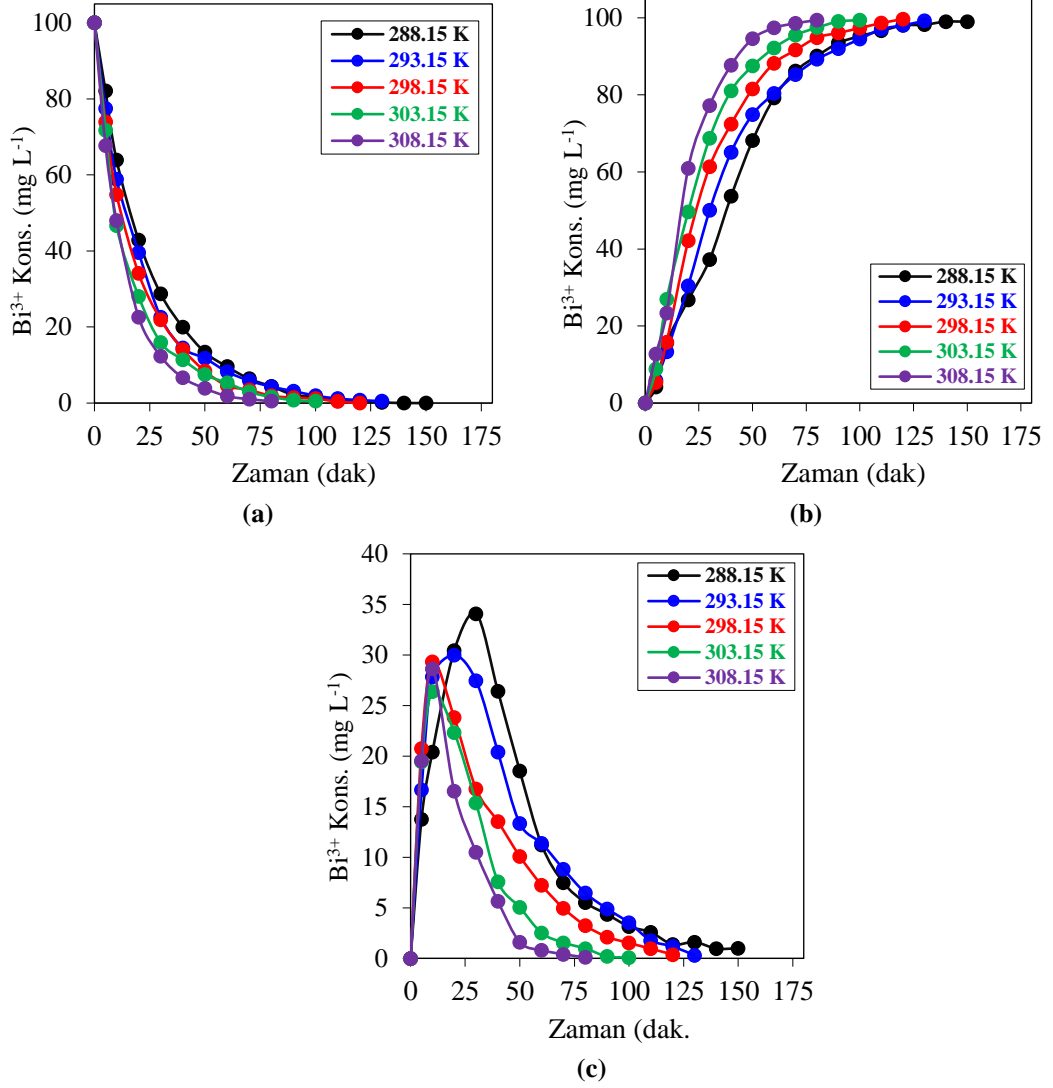 100
80
60
40
20
0
Bi³⁺ Kons. (mg L⁻¹)
288.15 K
293.15 K
298.15 K
303.15 K
308.15 K
0 25 50 75 100 125 150 175
Zaman (dak)
(a)
100
80
60
40
20
0
Bi³⁺ Kons. (mg L⁻¹)
288.15 K
293.15 K
298.15 K
303.15 K
308.15 K
0 25 50 75 100 125 150 175
Zaman (dak)
(b)
40
35
30
25
20
15
10
5
0
Bi³⁺ Kons. (mg L⁻¹)
288.15 K
293.15 K
298.15 K
303.15 K
308.15 K
0 25 50 75 100 125 150 175
Zaman (dak.
(c)